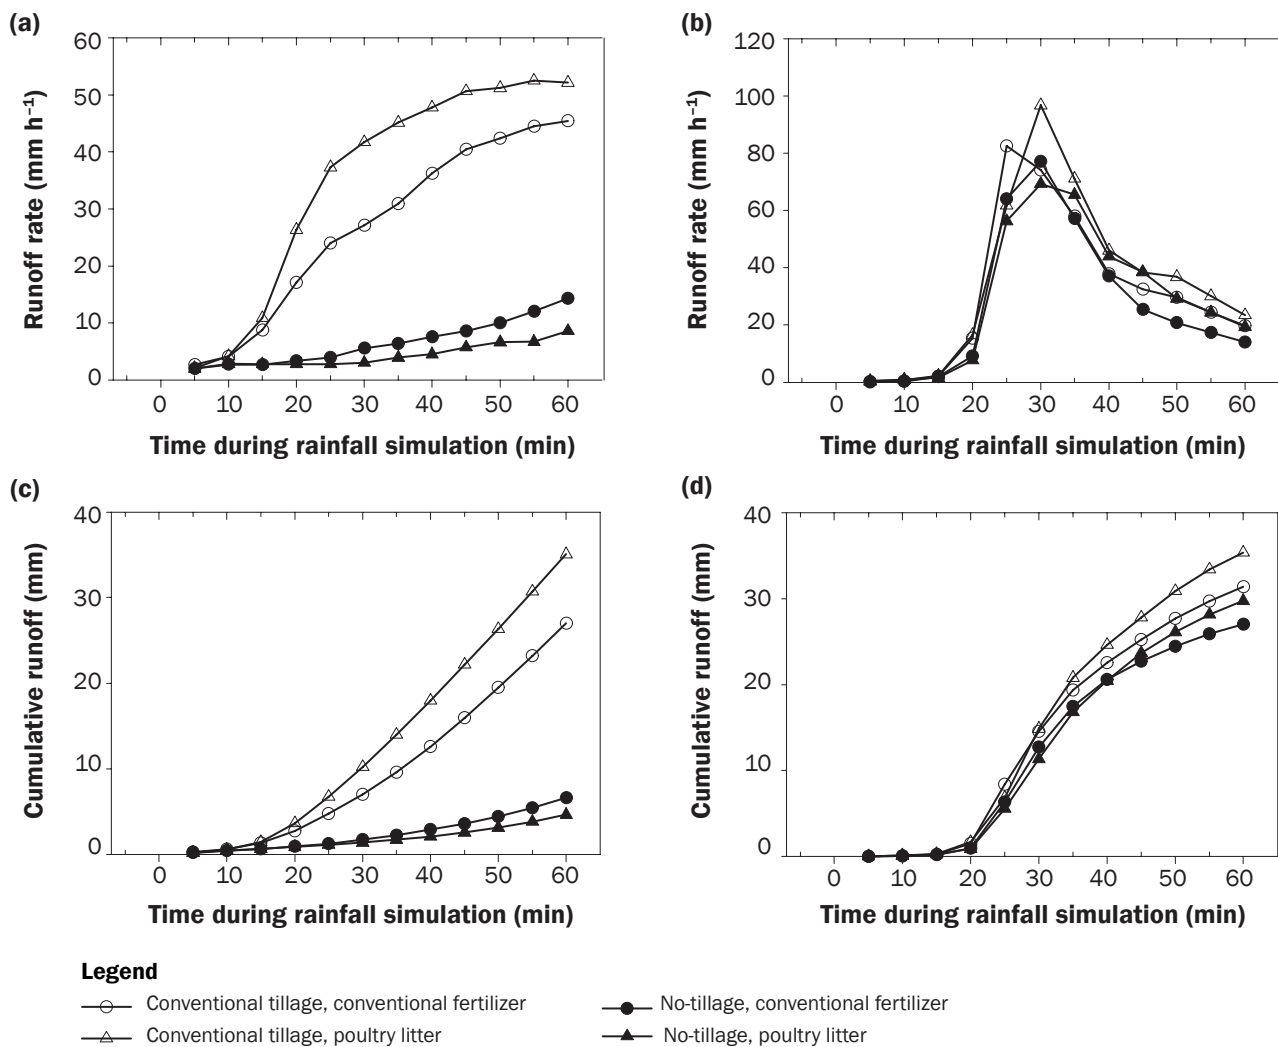 (a)
60
50
40
30
20
10
0
Runoff rate (mm h⁻¹)
0 10 20 30 40 50 60
Time during rainfall simulation (min)
(b)
120
100
80
60
40
20
0
Runoff rate (mm h⁻¹)
0 10 20 30 40 50 60
Time during rainfall simulation (min)
(c)
40
30
20
10
0
Cumulative runoff (mm)
0 10 20 30 40 50 60
Time during rainfall simulation (min)
(d)
40
30
20
10
0
Cumulative runoff (mm)
0 10 20 30 40 50 60
Time during rainfall simulation (min)
Legend
Conventional tillage, conventional fertilizer
No-tillage, conventional fertilizer
Conventional tillage, poultry litter
No-tillage, poultry litter